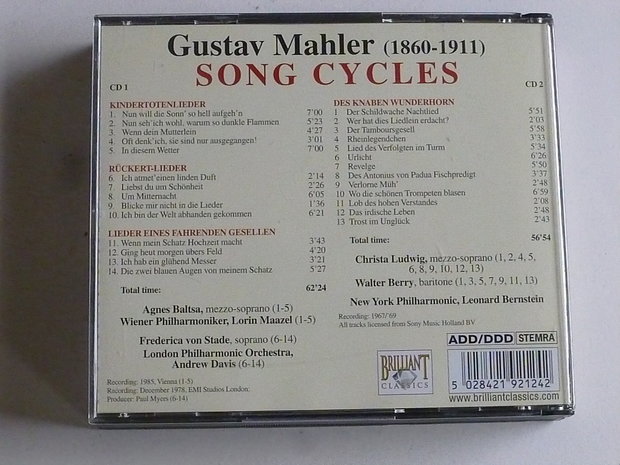 Gustav Mahler (1860-1911)
SONG CYCLES
CD 1
KINDERTOTENLIEDER
1. Nun will die Sonn' so hell aufgeh'n 7'00
2. Nun seh'ich wohl, warum so dunkle Flammen 5'23
3. Wenn dein Mutterlein 4'27
4. Oft denk'ich, sie sind nur ausgegangen! 3'01
5. In diesem Wetter 7'00
RÜCKERT-LIEDER
6. Ich atmet'einen linden Duft 2'14
7. Liebst du um Schönheit 2'26
8. Um Mitternacht 6'05
9. Blicke mir nicht in die Lieder 1'36
10. Ich bin der Welt abhanden gekommen 6'21
LIEDER EINES FAHRENDEN GESELLEN
11. Wenn mein Schatz Hochzeit macht 3'43
12. Ging heut morgen übers Feld 4'20
13. Ich hab ein glühend Messer 3'21
14. Die zwei blauen Augen von meinem Schatz 5'27
Total time: 62'24
Agnes Baltsa, mezzo-soprano (1-5)
Wiener Philharmoniker, Lorin Maazel (1-5)
Frederica von Stade, soprano (6-14)
London Philharmonic Orchestra,
Andrew Davis (6-14)
Recording: 1985, Vienna (1-5)
Recording: December 1978, EMI Studios London;
Producer: Paul Myers (6-14)
CD 2
DES KNABEN WUNDERHORN
1 Der Schildwache Nachtlied 5'51
2 Wer hat dies Liedlein erdacht? 2'03
3 Der Tamboursgesell 5'58
4 Rheinlegendchen 3'33
5 Lied des Verfolgten im Turm 5'34
6 Urlicht 6'26
7 Revelge 5'50
8 Des Antonius von Padua Fischpredigt 3'37
9 Verlorne Müh' 2'48
10 Wo die schönen Trompeten blasen 6'59
11 Lob des hohen Verstandes 2'08
12 Das irdische Leben 2'48
13 Trost im Unglück 2'43
Total time: 56'54
Christa Ludwig, mezzo-soprano (1, 2, 4, 5,
6, 8, 9, 10, 12, 13)
Walter Berry, baritone (1, 3, 5, 7, 9, 11, 13)
New York Philharmonic, Leonard Bernstein
Recording: 1967/'69
All tracks licensed from Sony Music Holland BV
BRILLIANT
CLASSICS
ADD/DDD STEMRA
5 028421 921242
www.brilliantclassics.com